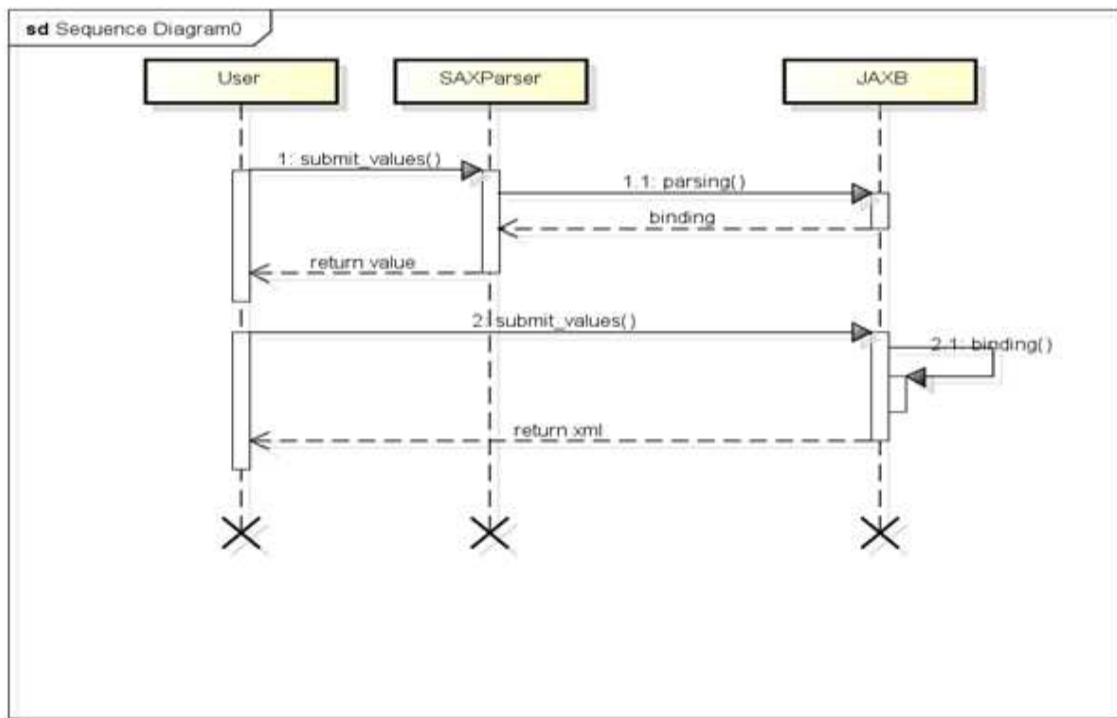 sd Sequence Diagram0
User
SAXParser
JAXB
1: submit_values()
1.1: parsing()
binding
return value
2: submit_values()
2.1: binding()
return xml